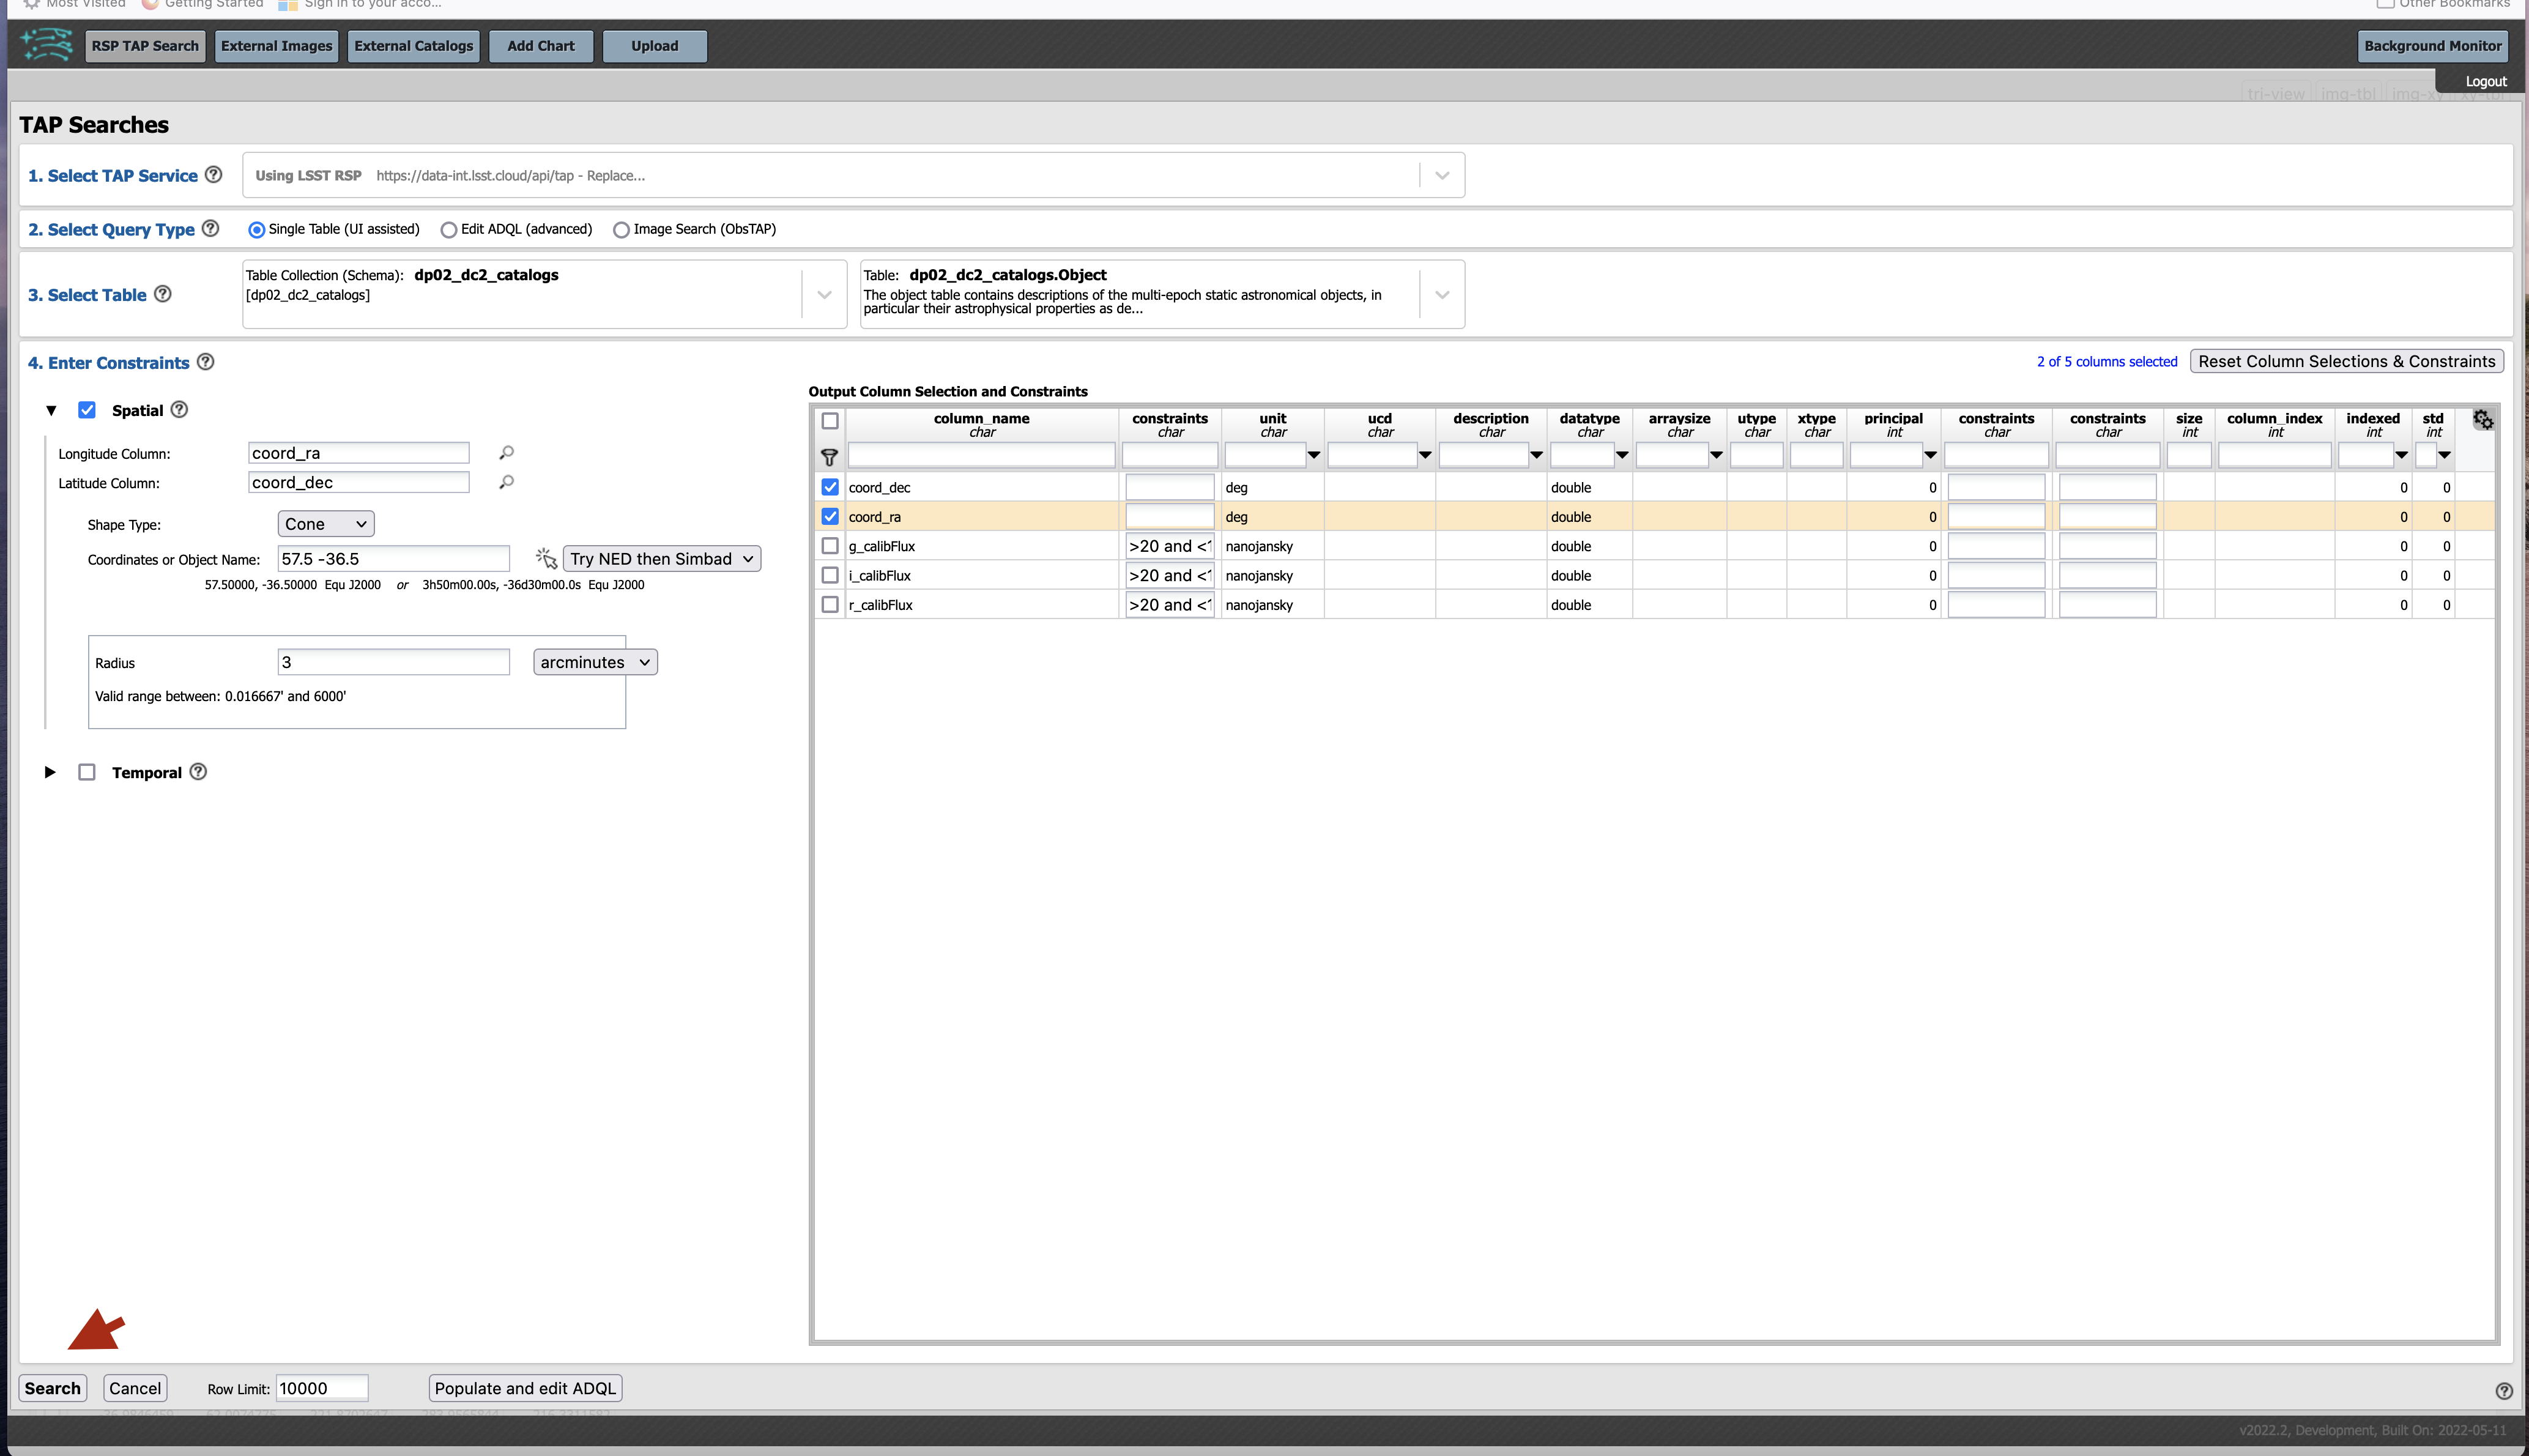 Most Visited Getting Started Sign in to your acco... Other Bookmarks
RSP TAP Search External Images External Catalogs Add Chart Upload Background Monitor
Logout
tri-view img-tbl img-xy xy-tbl
TAP Searches
1. Select TAP Service Using LSST RSP https://data-int.lsst.cloud/api/tap - Replace...
2. Select Query Type Single Table (UI assisted) Edit ADQL (advanced) Image Search (ObsTAP)
3. Select Table
Table Collection (Schema): dp02_dc2_catalogs
[dp02_dc2_catalogs]
Table: dp02_dc2_catalogs.Object
The object table contains descriptions of the multi-epoch static astronomical objects, in
particular their astrophysical properties as de...
4. Enter Constraints
2 of 5 columns selected Reset Column Selections & Constraints
Spatial
Longitude Column: coord_ra
Latitude Column: coord_dec
Shape Type: Cone
Coordinates or Object Name: 57.5 -36.5 Try NED then Simbad
57.50000, -36.50000 Equ J2000 or 3h50m00.00s, -36d30m00.0s Equ J2000
Radius 3 arcminutes
Valid range between: 0.016667' and 6000'
Temporal
Output Column Selection and Constraints
column_name constraints unit ucd description datatype arraysize utype xtype principal constraints constraints size column_index indexed std
char char char char char char char char char int char char int int int int
coord_dec deg double 0 0 0
coord_ra deg double 0 0 0
g_calibFlux >20 and <1 nanojansky double 0 0 0
i_calibFlux >20 and <1 nanojansky double 0 0 0
r_calibFlux >20 and <1 nanojansky double 0 0 0
Search Cancel Row Limit: 10000 Populate and edit ADQL
v2022.2, Development, Built On: 2022-05-11